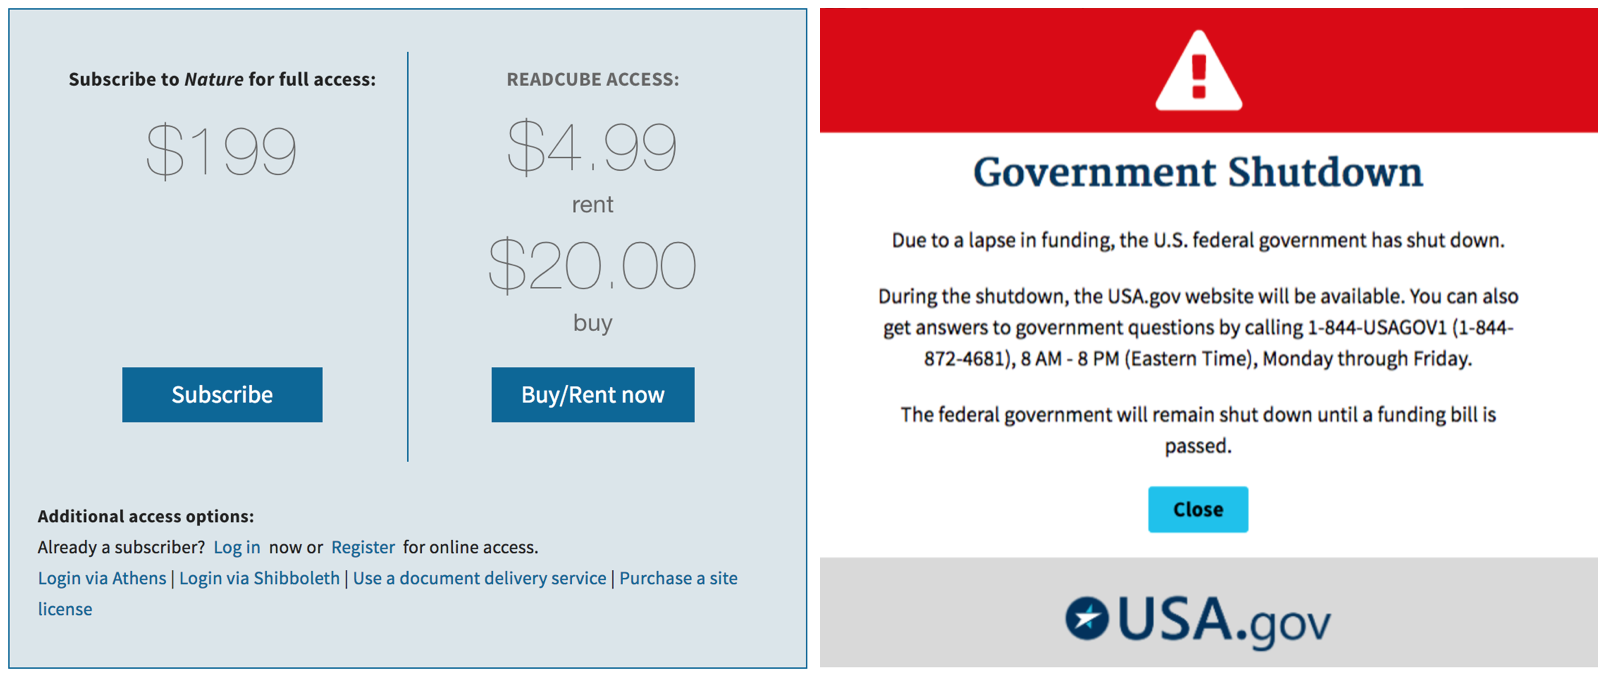 Subscribe to Nature for full access:
$199
Subscribe
READCUBE ACCESS:
$4.99
rent
$20.00
buy
Buy/Rent now
Additional access options:
Already a subscriber? Log in now or Register for online access.
Login via Athens | Login via Shibboleth | Use a document delivery service | Purchase a site
license
Government Shutdown
Due to a lapse in funding, the U.S. federal government has shut down.
During the shutdown, the USA.gov website will be available. You can also
get answers to government questions by calling 1-844-USAGOV1 (1-844-
872-4681), 8 AM - 8 PM (Eastern Time), Monday through Friday.
The federal government will remain shut down until a funding bill is
passed.
Close
USA.gov